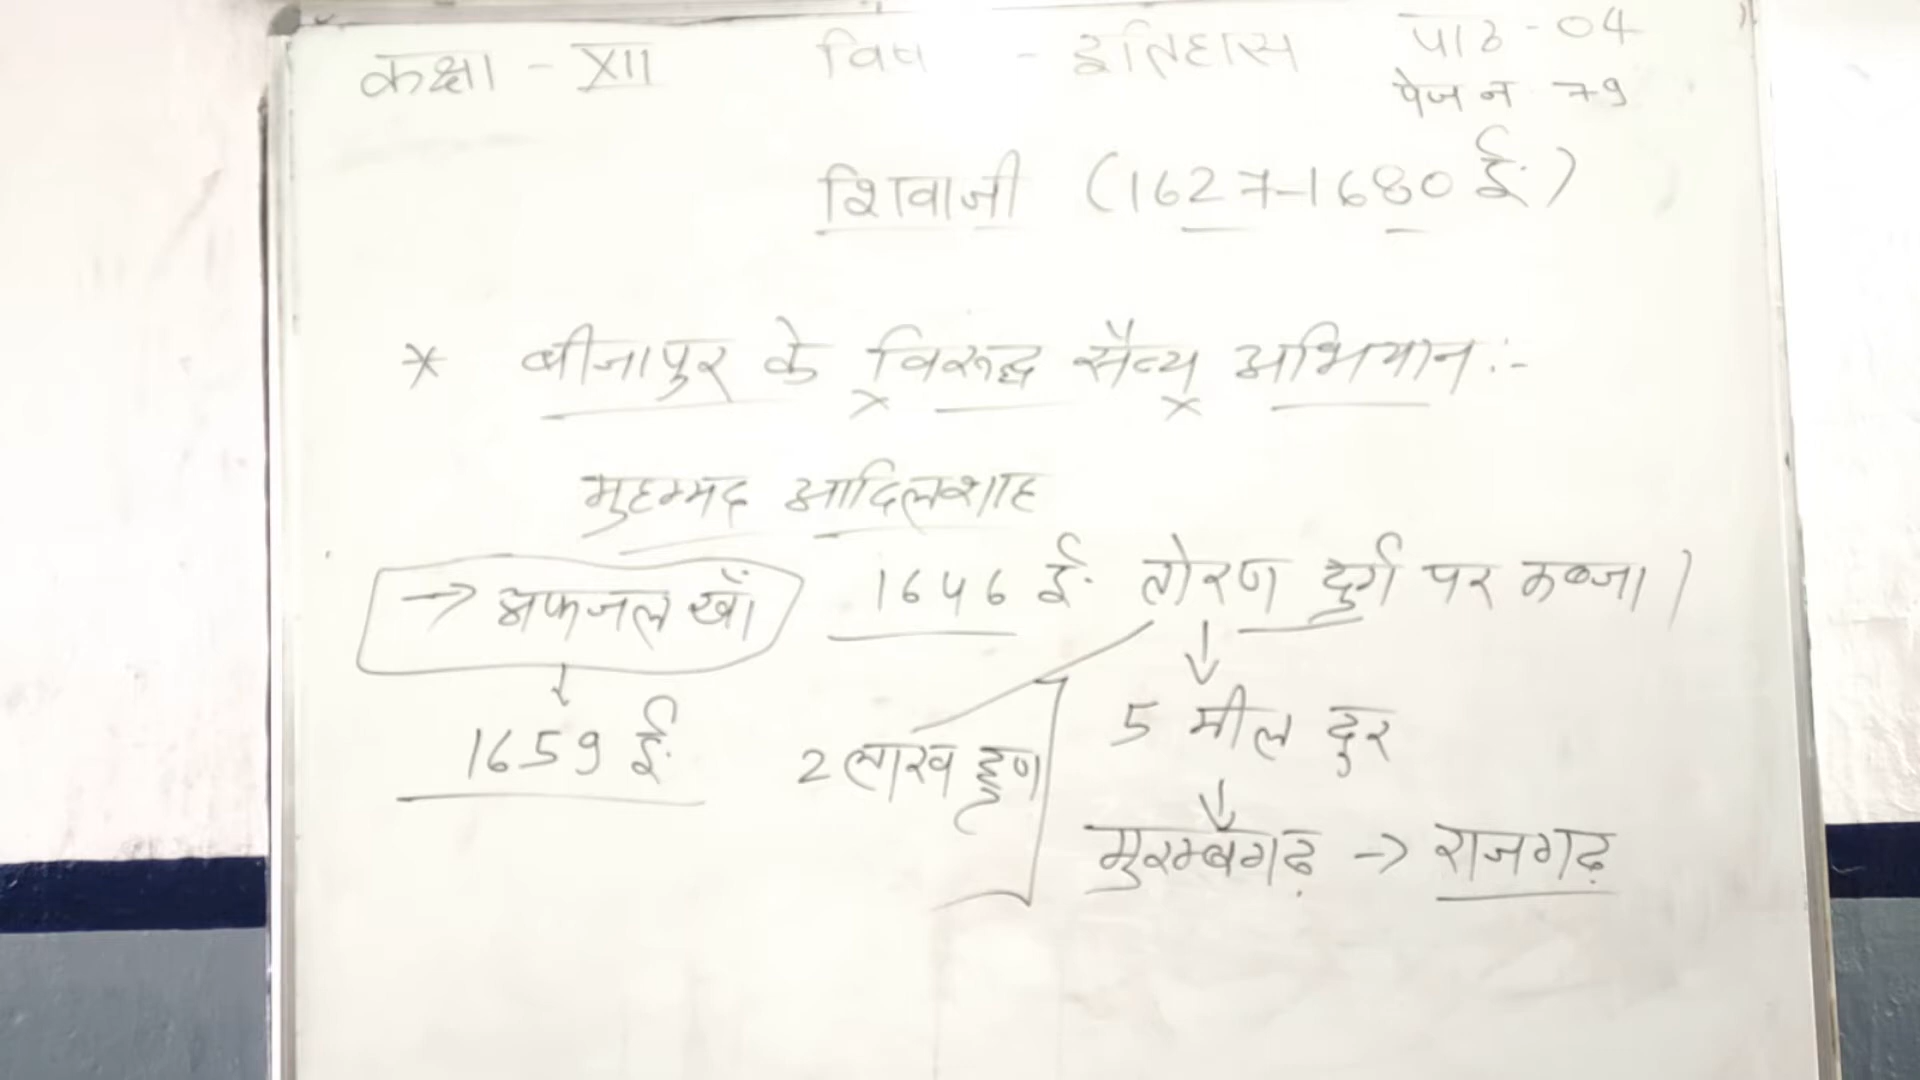 कक्षा - XII विष - इतिहास पाठ - 04
पेज न 79
शिवाजी (1627-1680 ई.)
* बीजापुर के विरूद्ध सैन्य अभियान :-
मुहम्मद आदिलशाह
→ अफजल खाँ 1646 ई. तोरण दुर्ग पर कब्जा।
↓ ↓
1659 ई. 2 लाख हूण 5 मील दुर
↓
मुरम्बगढ़ → राजगढ़